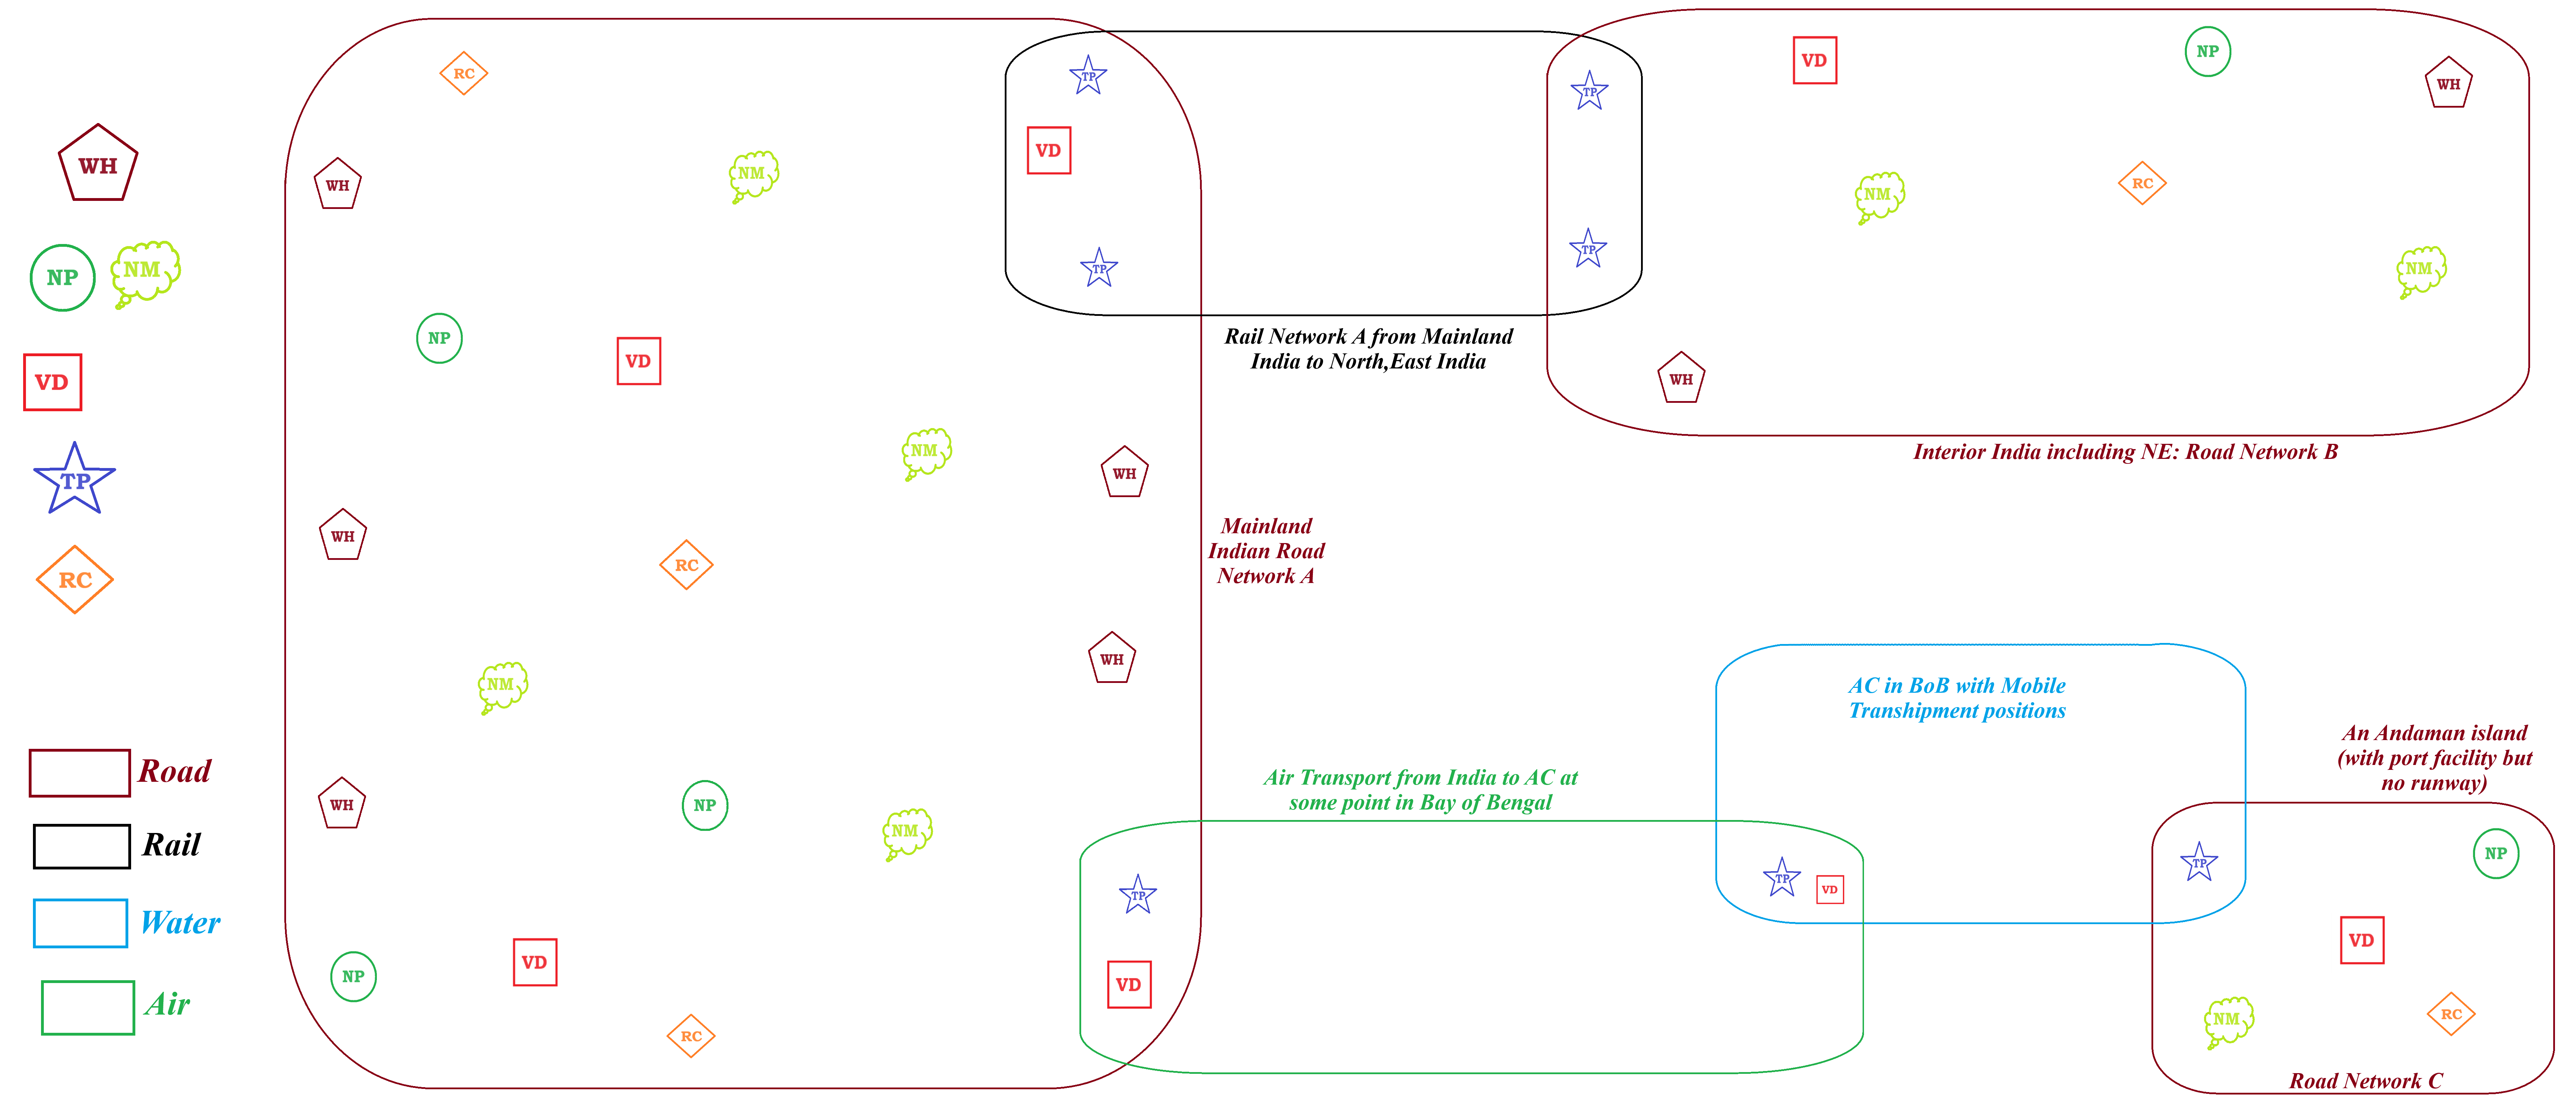 WH
NP
NM
VD
TP
RC
Road
Rail
Water
Air
RC
WH
NM
NP
VD
NM
WH
RC
NM
WH
NP
NM
NP
VD
RC
TP
VD
TP
WH
WH
TP
VD
Mainland
Indian Road
Network A
Rail Network A from Mainland
India to North,East India
TP
TP
VD
NP
WH
NM
RC
NM
WH
Interior India including NE: Road Network B
Air Transport from India to AC at
some point in Bay of Bengal
AC in BoB with Mobile
Transhipment positions
TP
VD
An Andaman island
(with port facility but
no runway)
TP
NP
VD
NM
RC
Road Network C